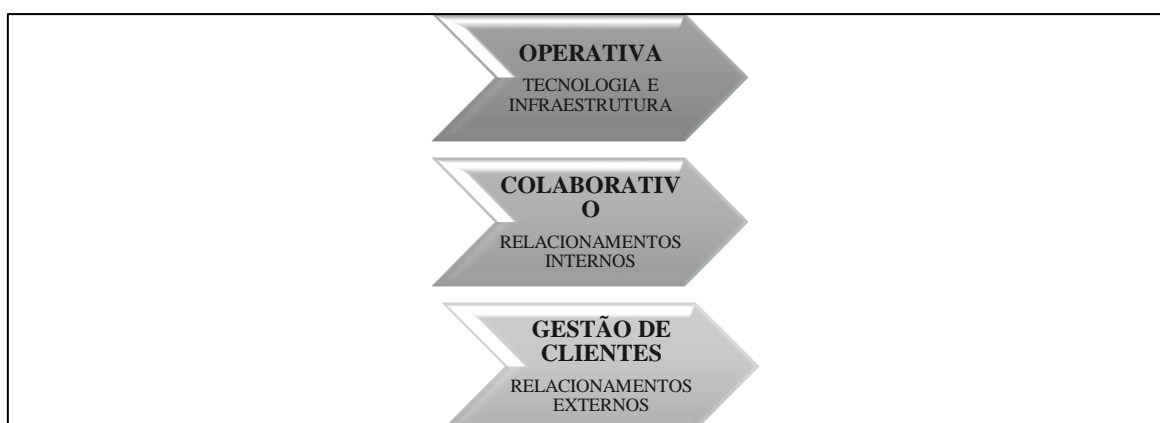 OPERATIVA
TECNOLOGIA E
INFRAESTRUTURA
COLABORATIV
O
RELACIONAMENTOS
INTERNOS
GESTÃO DE
CLIENTES
RELACIONAMENTOS
EXTERNOS